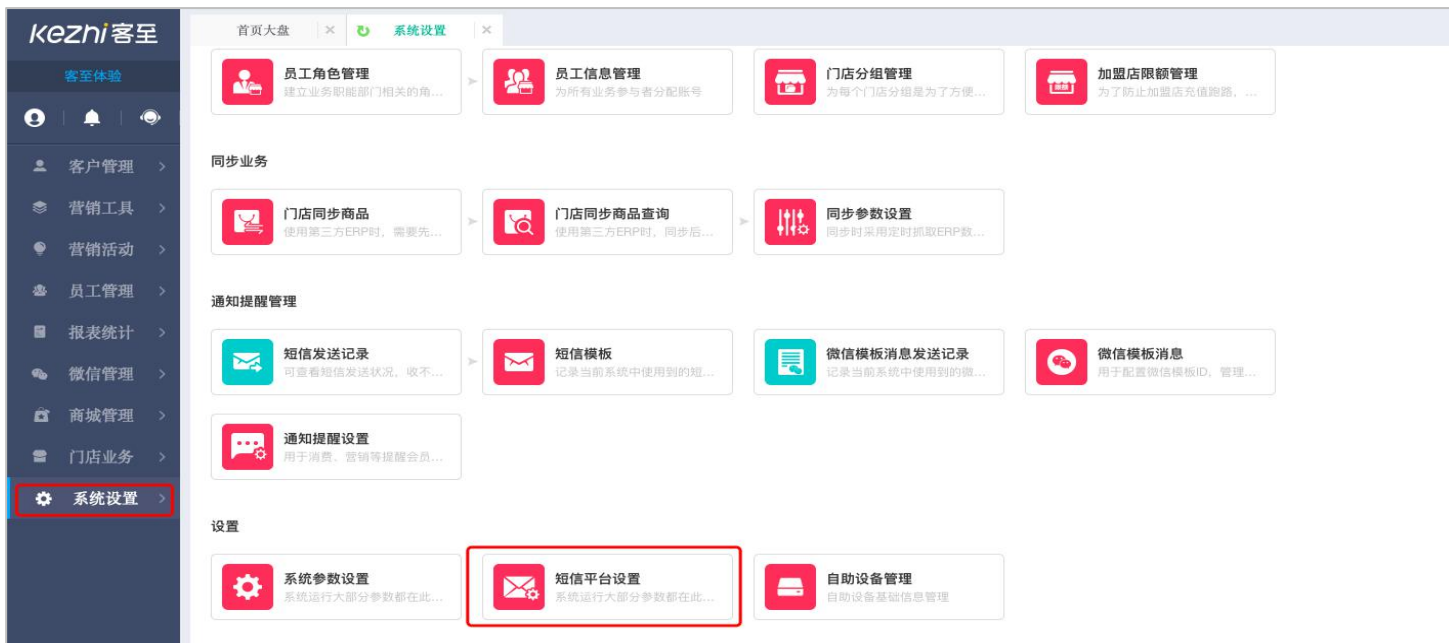 kezhi客至
首页大盘
系统设置
客至体验
客户管理
营销工具
营销活动
员工管理
报表统计
微信管理
商城管理
门店业务
系统设置
员工角色管理
建立业务职能部门相关的角...
员工信息管理
为所有业务参与者分配账号
门店分组管理
为每个门店分组是为了方便...
加盟店限额管理
为了防止加盟店充值跑路，...
同步业务
门店同步商品
使用第三方ERP时，需要先...
门店同步商品查询
使用第三方ERP时，同步后...
同步参数设置
同步时采用定时抓取ERP数...
通知提醒管理
短信发送记录
可查看短信发送状况，收不...
短信模板
记录当前系统中使用到的短...
微信模板消息发送记录
记录当前系统中使用到的微...
微信模板消息
用于配置微信模板ID，管理...
通知提醒设置
用于消费、营销等提醒会员...
设置
系统参数设置
系统运行大部分参数都在此...
短信平台设置
系统运行大部分参数都在此...
自助设备管理
自助设备基础信息管理